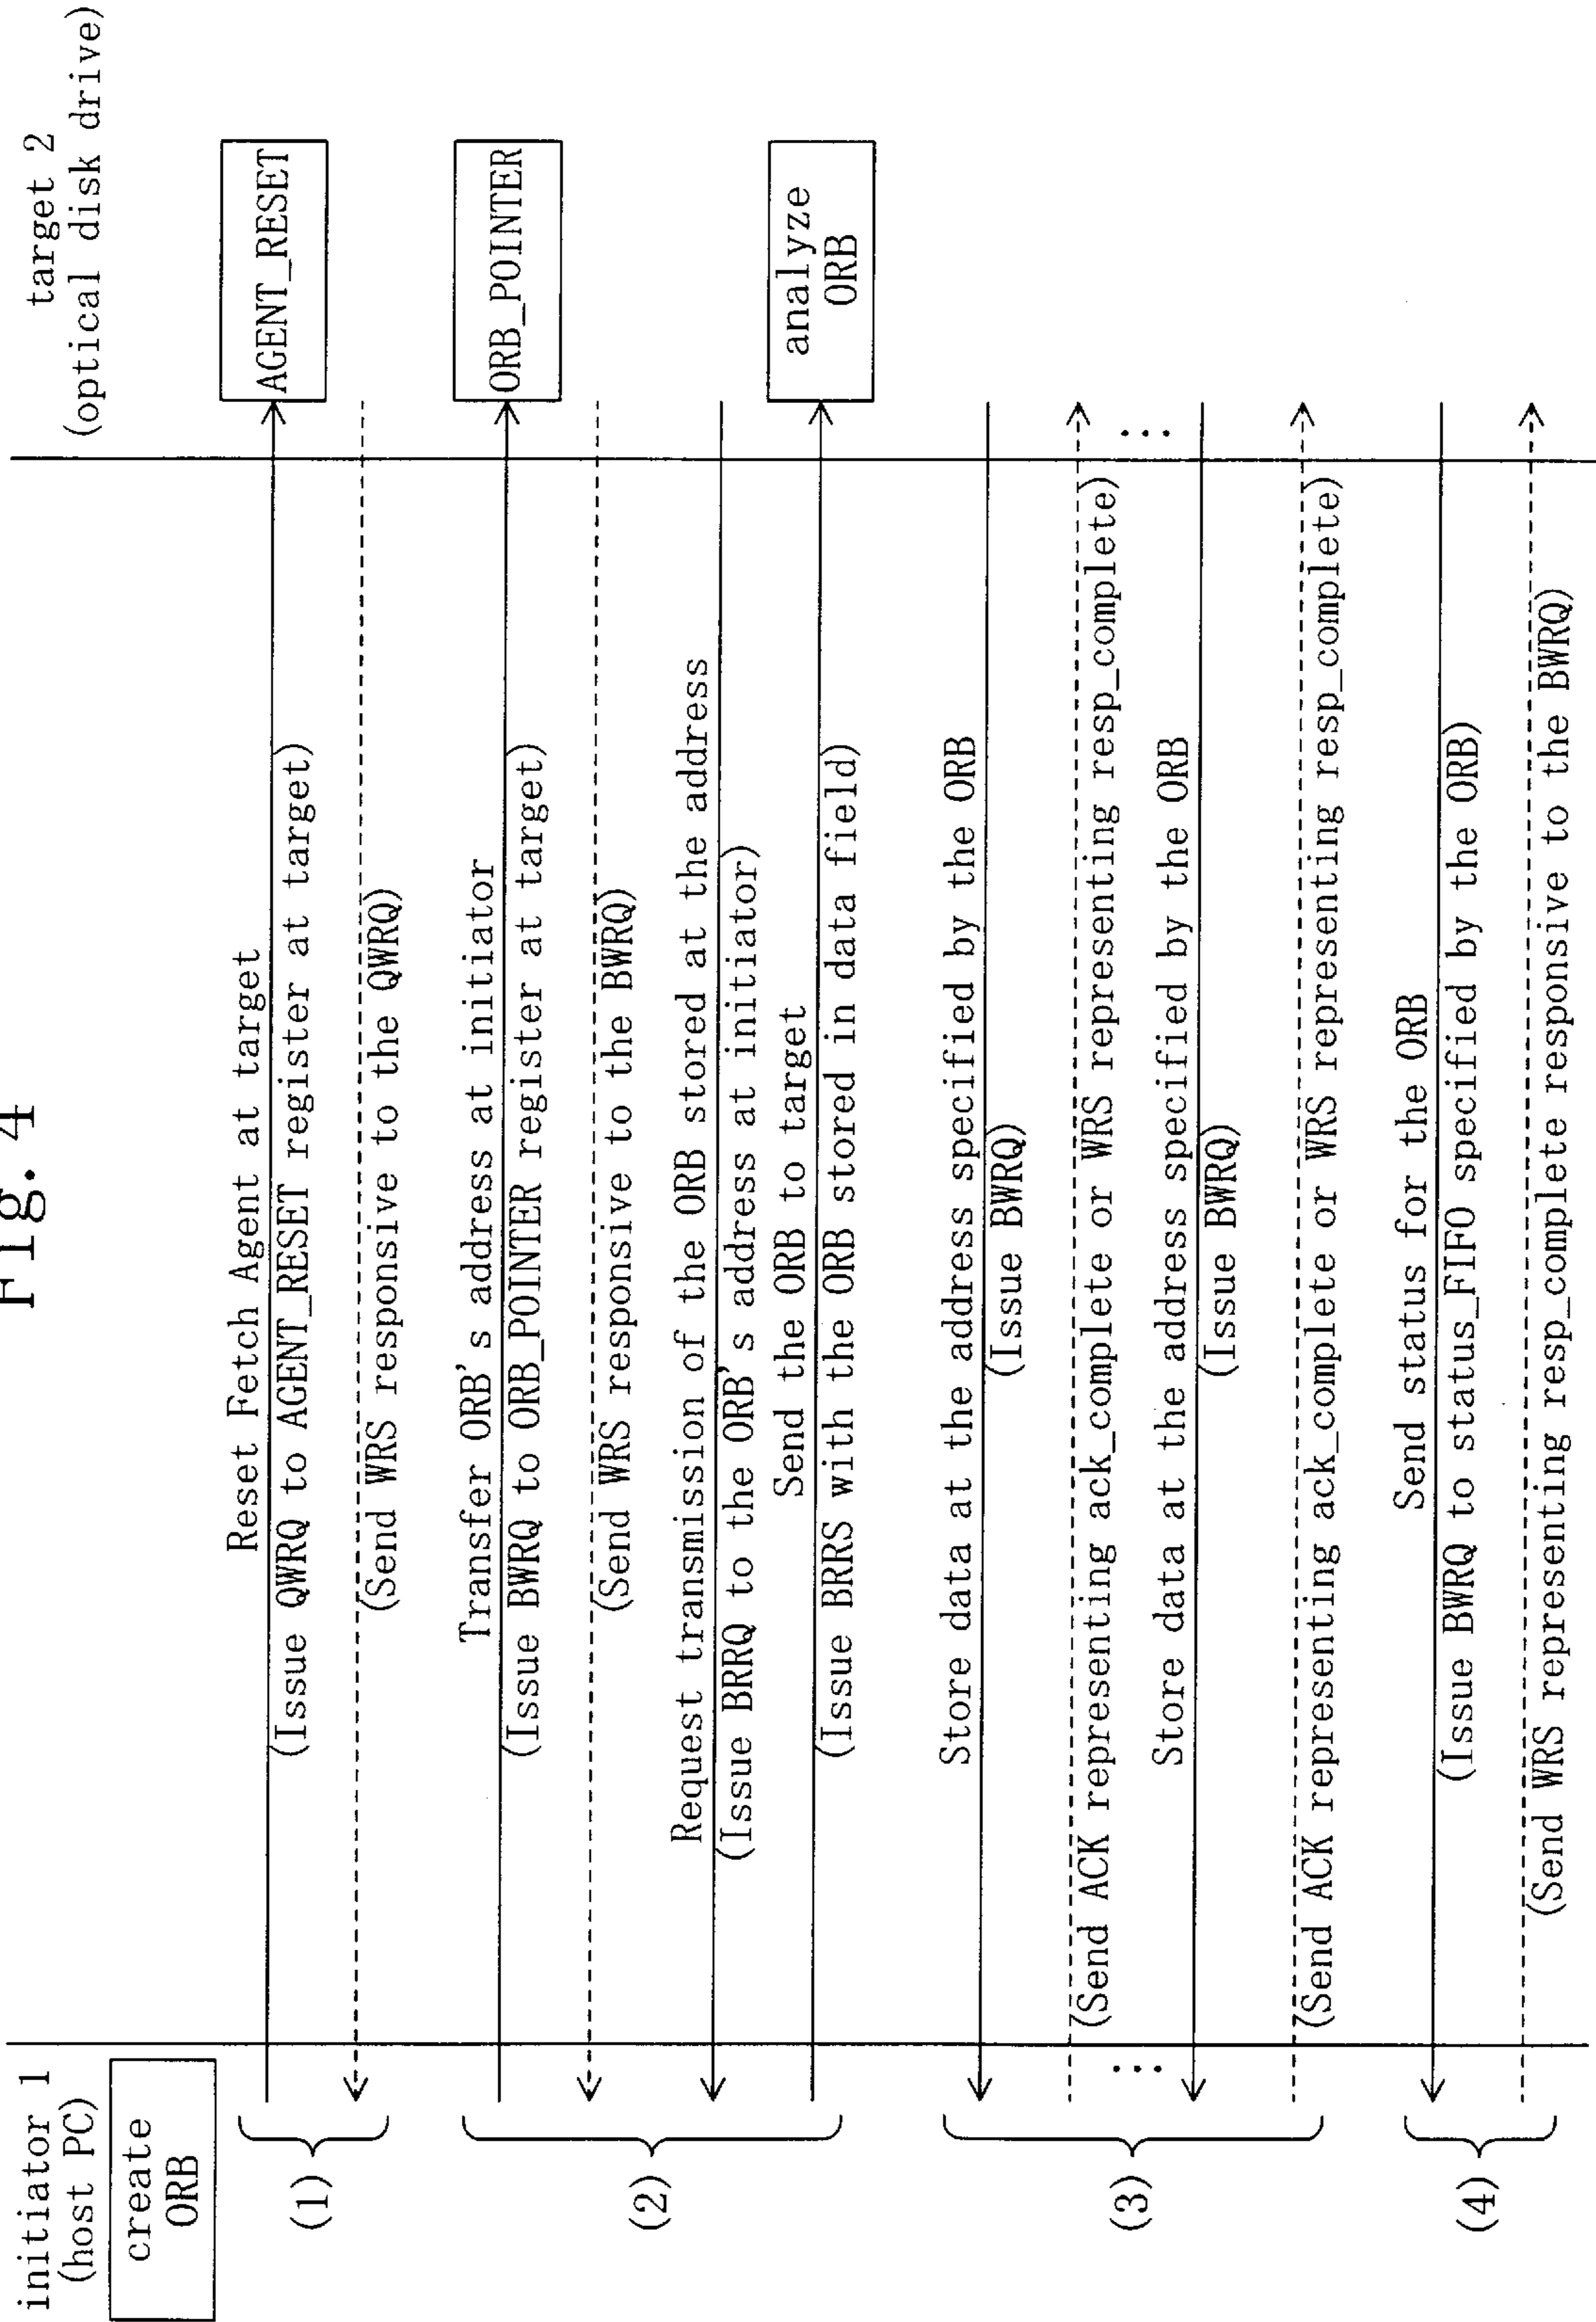 Fig. 4
initiator 1
(host PC)
target 2
(optical disk drive)
create
ORB
(1)
Reset Fetch Agent at target
(Issue QWRQ to AGENT_RESET register at target)
AGENT_RESET
(Send WRS responsive to the QWRQ)
(2)
Transfer ORB's address at initiator
(Issue BWRQ to ORB_POINTER register at target)
ORB_POINTER
(Send WRS responsive to the BWRQ)
Request transmission of the ORB stored at the address
(Issue BRRQ to the ORB's address at initiator)
Send the ORB to target
(Issue BRRS with the ORB stored in data field)
analyze
ORB
(3)
Store data at the address specified by the ORB
(Issue BWRQ)
(Send ACK representing ack_complete or WRS representing resp_complete)
...
...
Store data at the address specified by the ORB
(Issue BWRQ)
(Send ACK representing ack_complete or WRS representing resp_complete)
(4)
Send status for the ORB
(Issue BWRQ to status_FIFO specified by the ORB)
(Send WRS representing resp_complete responsive to the BWRQ)